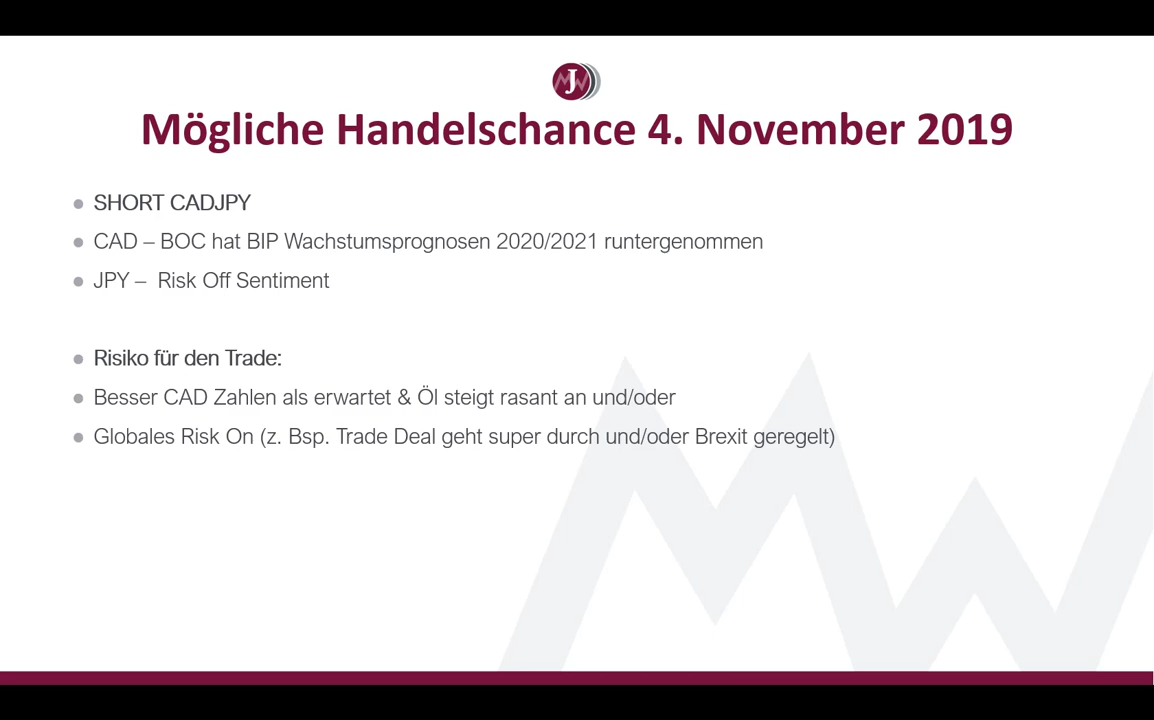 J
Mögliche Handelschance 4. November 2019
SHORT CADJPY
CAD – BOC hat BIP Wachstumsprognosen 2020/2021 runtergenommen
JPY – Risk Off Sentiment
Risiko für den Trade:
Besser CAD Zahlen als erwartet & Öl steigt rasant an und/oder
Globales Risk On (z. Bsp. Trade Deal geht super durch und/oder Brexit geregelt)